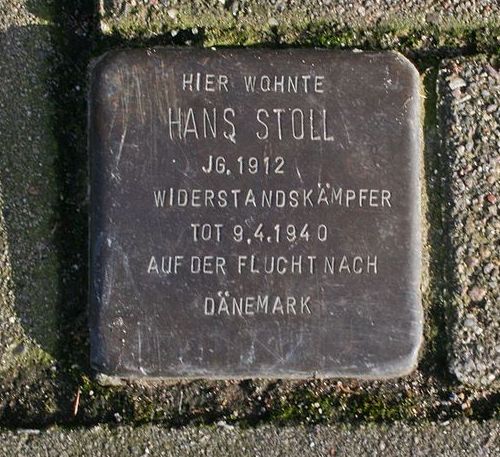 HIER WOHNTE
HANS STOLL
JG. 1912
WIDERSTANDSKÄMPFER
TOT 9.4.1940
AUF DER FLUCHT NACH
DÄNEMARK